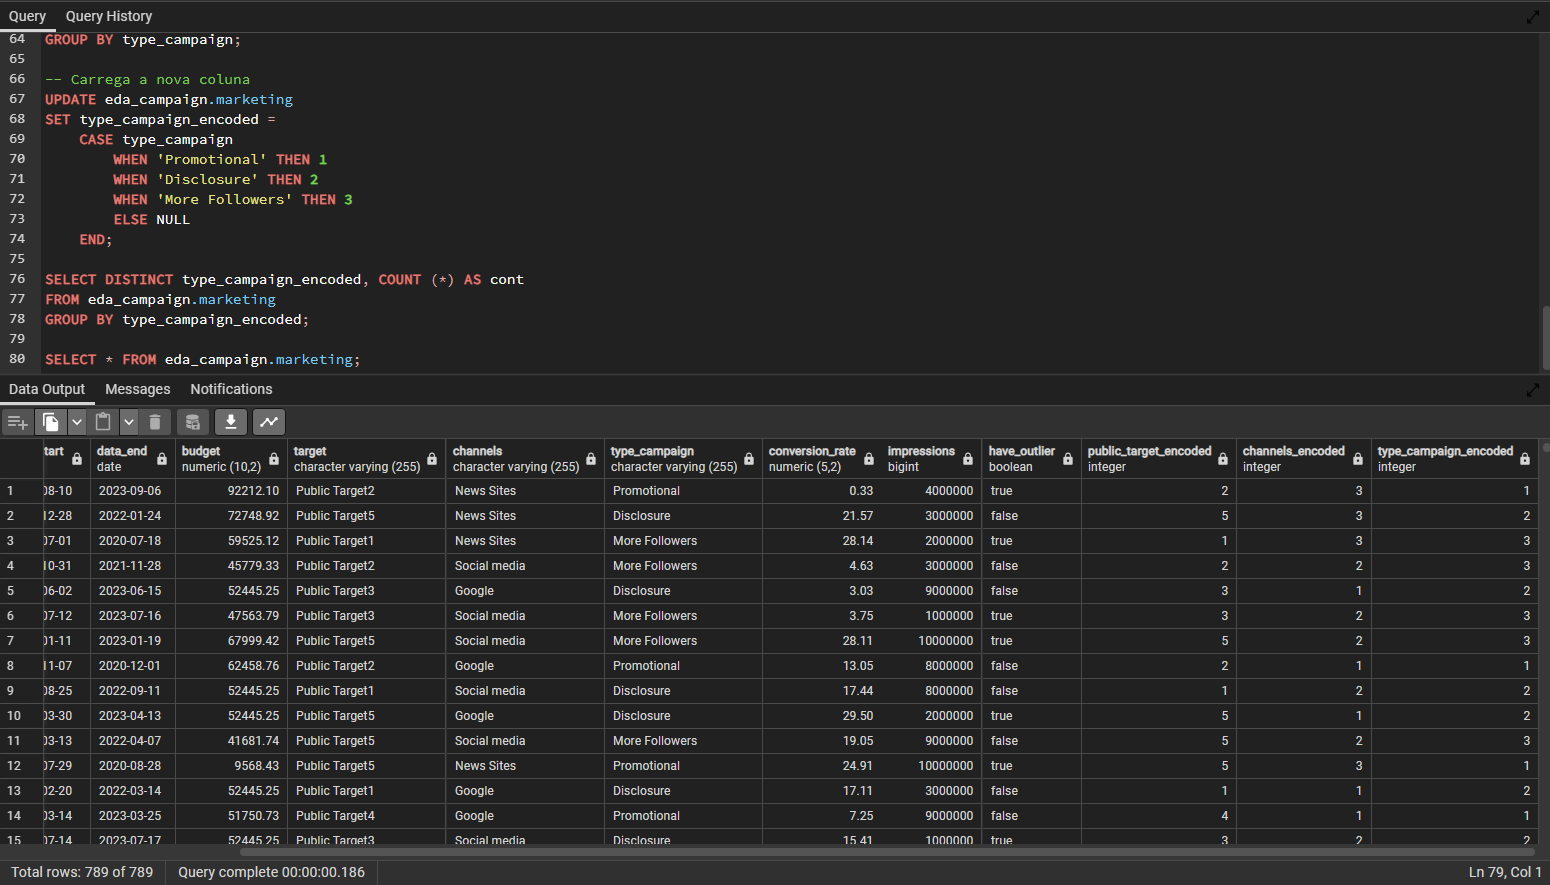 Query Query History
64 GROUP BY type_campaign;
65
66 -- Carrega a nova coluna
67 UPDATE eda_campaign.marketing
68 SET type_campaign_encoded =
69 CASE type_campaign
70 WHEN 'Promotional' THEN 1
71 WHEN 'Disclosure' THEN 2
72 WHEN 'More Followers' THEN 3
73 ELSE NULL
74 END;
75
76 SELECT DISTINCT type_campaign_encoded, COUNT (*) AS cont
77 FROM eda_campaign.marketing
78 GROUP BY type_campaign_encoded;
79
80 SELECT * FROM eda_campaign.marketing;
Data Output Messages Notifications
tart data_end budget target channels type_campaign conversion_rate impressions have_outlier public_target_encoded channels_encoded type_campaign_encoded
date numeric (10,2) character varying (255) character varying (255) character varying (255) numeric (5,2) bigint boolean integer integer integer
1 08-10 2023-09-06 92212.10 Public Target2 News Sites Promotional 0.33 4000000 true 2 3 1
2 12-28 2022-01-24 72748.92 Public Target5 News Sites Disclosure 21.57 3000000 false 5 3 2
3 07-01 2020-07-18 59525.12 Public Target1 News Sites More Followers 28.14 2000000 true 1 3 3
4 10-31 2021-11-28 45779.33 Public Target2 Social media More Followers 4.63 3000000 false 2 2 3
5 06-02 2023-06-15 52445.25 Public Target3 Google Disclosure 3.03 9000000 false 3 1 2
6 07-12 2023-07-16 47563.79 Public Target3 Social media More Followers 3.75 1000000 true 3 2 3
7 01-11 2023-01-19 67999.42 Public Target5 Social media More Followers 28.11 10000000 true 5 2 3
8 11-07 2020-12-01 62458.76 Public Target2 Google Promotional 13.05 8000000 false 2 1 1
9 08-25 2022-09-11 52445.25 Public Target1 Social media Disclosure 17.44 8000000 false 1 2 2
10 03-30 2023-04-13 52445.25 Public Target5 Google Disclosure 29.50 2000000 true 5 1 2
11 03-13 2022-04-07 41681.74 Public Target5 Social media More Followers 19.05 9000000 false 5 2 3
12 07-29 2020-08-28 9568.43 Public Target5 News Sites Promotional 24.91 10000000 true 5 3 1
13 02-20 2022-03-14 52445.25 Public Target1 Google Disclosure 17.11 3000000 false 1 1 2
14 03-14 2023-03-25 51750.73 Public Target4 Google Promotional 7.25 9000000 false 4 1 1
15 07-14 2023-07-17 52445.25 Public Target3 Social media Disclosure 15.41 1000000 true 3 2 2
Total rows: 789 of 789 Query complete 00:00:00.186 Ln 79, Col 1